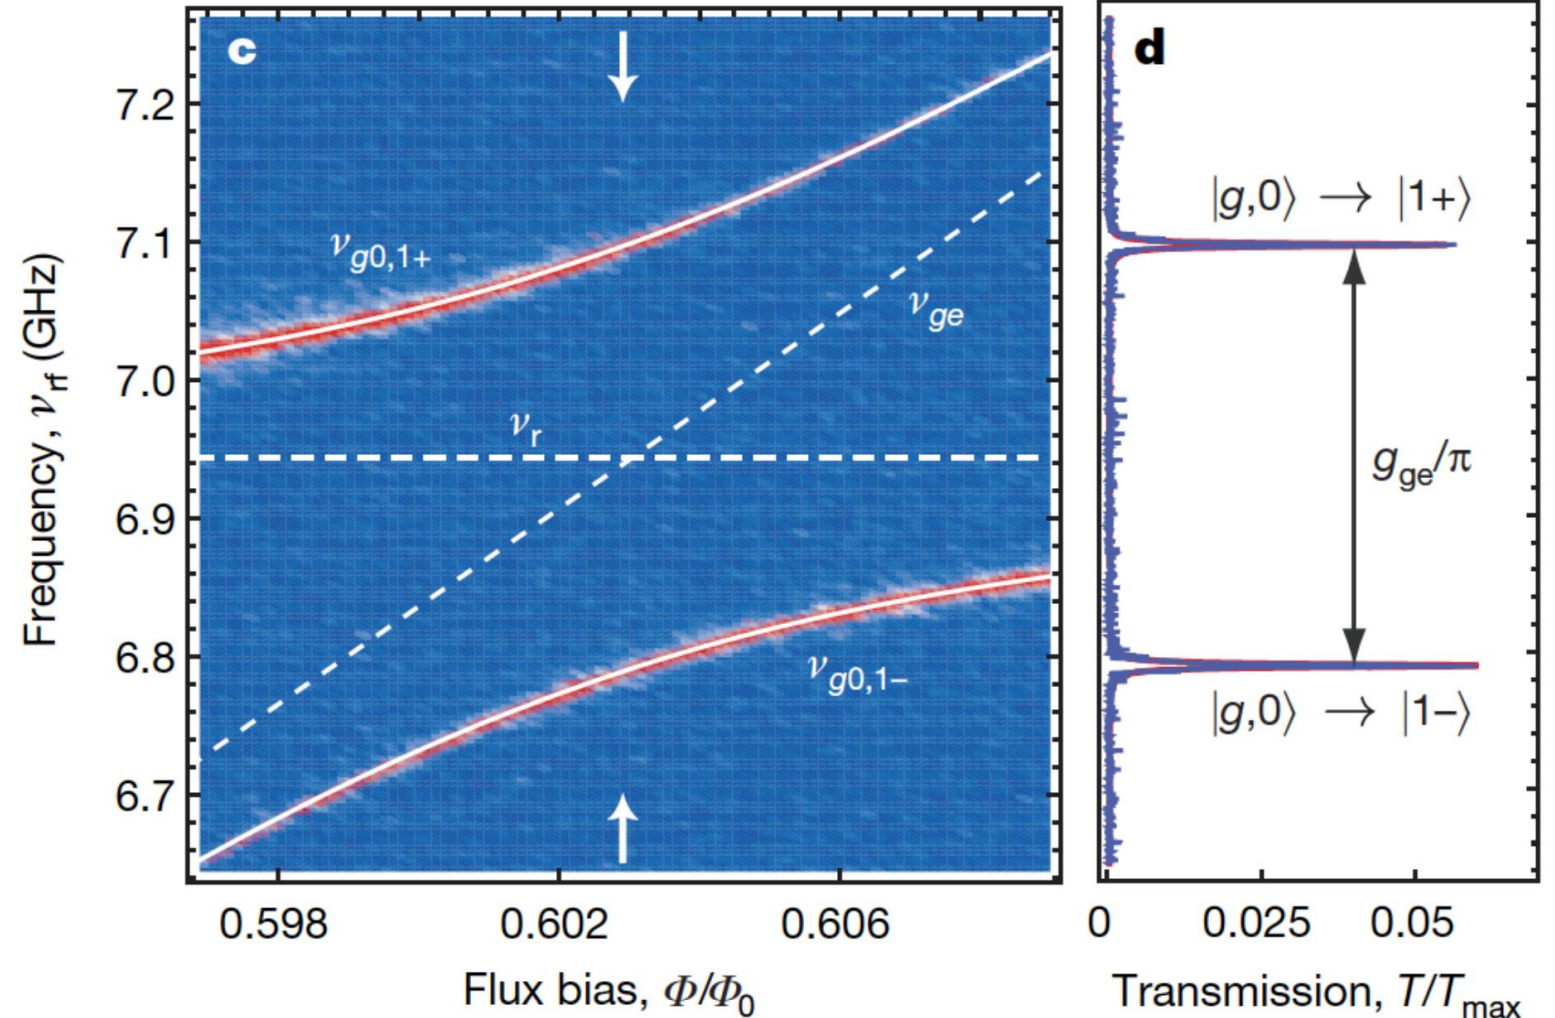 c
d
7.2
7.1
7.0
6.9
6.8
6.7
Frequency, νrf (GHz)
νg0,1+
νge
νr
νg0,1–
0.598 0.602 0.606
Flux bias, Φ/Φ0
|g,0⟩ → |1+⟩
gge/π
|g,0⟩ → |1–⟩
0 0.025 0.05
Transmission, T/Tmax